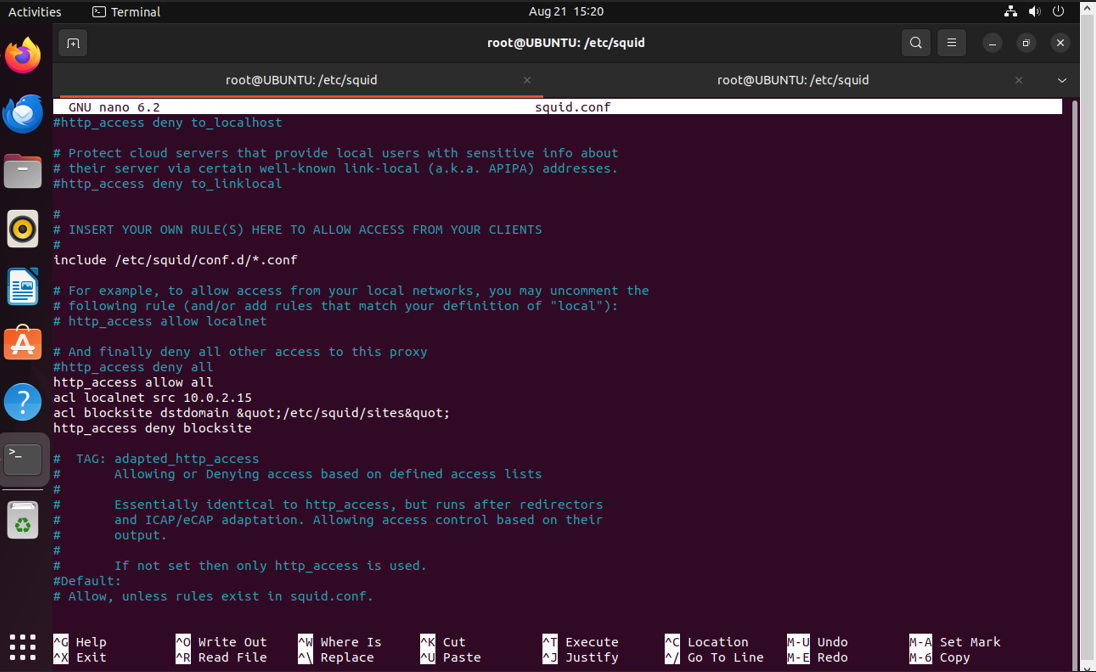 Activities
Terminal
Aug 21 15:20
root@UBUNTU: /etc/squid
root@UBUNTU: /etc/squid
root@UBUNTU: /etc/squid
GNU nano 6.2 squid.conf
#http_access deny to_localhost
# Protect cloud servers that provide local users with sensitive info about
# their server via certain well-known link-local (a.k.a. APIPA) addresses.
#http_access deny to_linklocal
#
# INSERT YOUR OWN RULE(S) HERE TO ALLOW ACCESS FROM YOUR CLIENTS
#
include /etc/squid/conf.d/*.conf
# For example, to allow access from your local networks, you may uncomment the
# following rule (and/or add rules that match your definition of "local"):
# http_access allow localnet
# And finally deny all other access to this proxy
#http_access deny all
http_access allow all
acl localnet src 10.0.2.15
acl blocksite dstdomain &quot;/etc/squid/sites&quot;
http_access deny blocksite
#  TAG: adapted_http_access
#       Allowing or Denying access based on defined access lists
#
#       Essentially identical to http_access, but runs after redirectors
#       and ICAP/eCAP adaptation. Allowing access control based on their
#       output.
#
#       If not set then only http_access is used.
#Default:
# Allow, unless rules exist in squid.conf.
^G Help ^O Write Out ^W Where Is ^K Cut ^T Execute ^C Location M-U Undo M-A Set Mark
^X Exit ^R Read File ^\ Replace ^U Paste ^J Justify ^/ Go To Line M-E Redo M-6 Copy